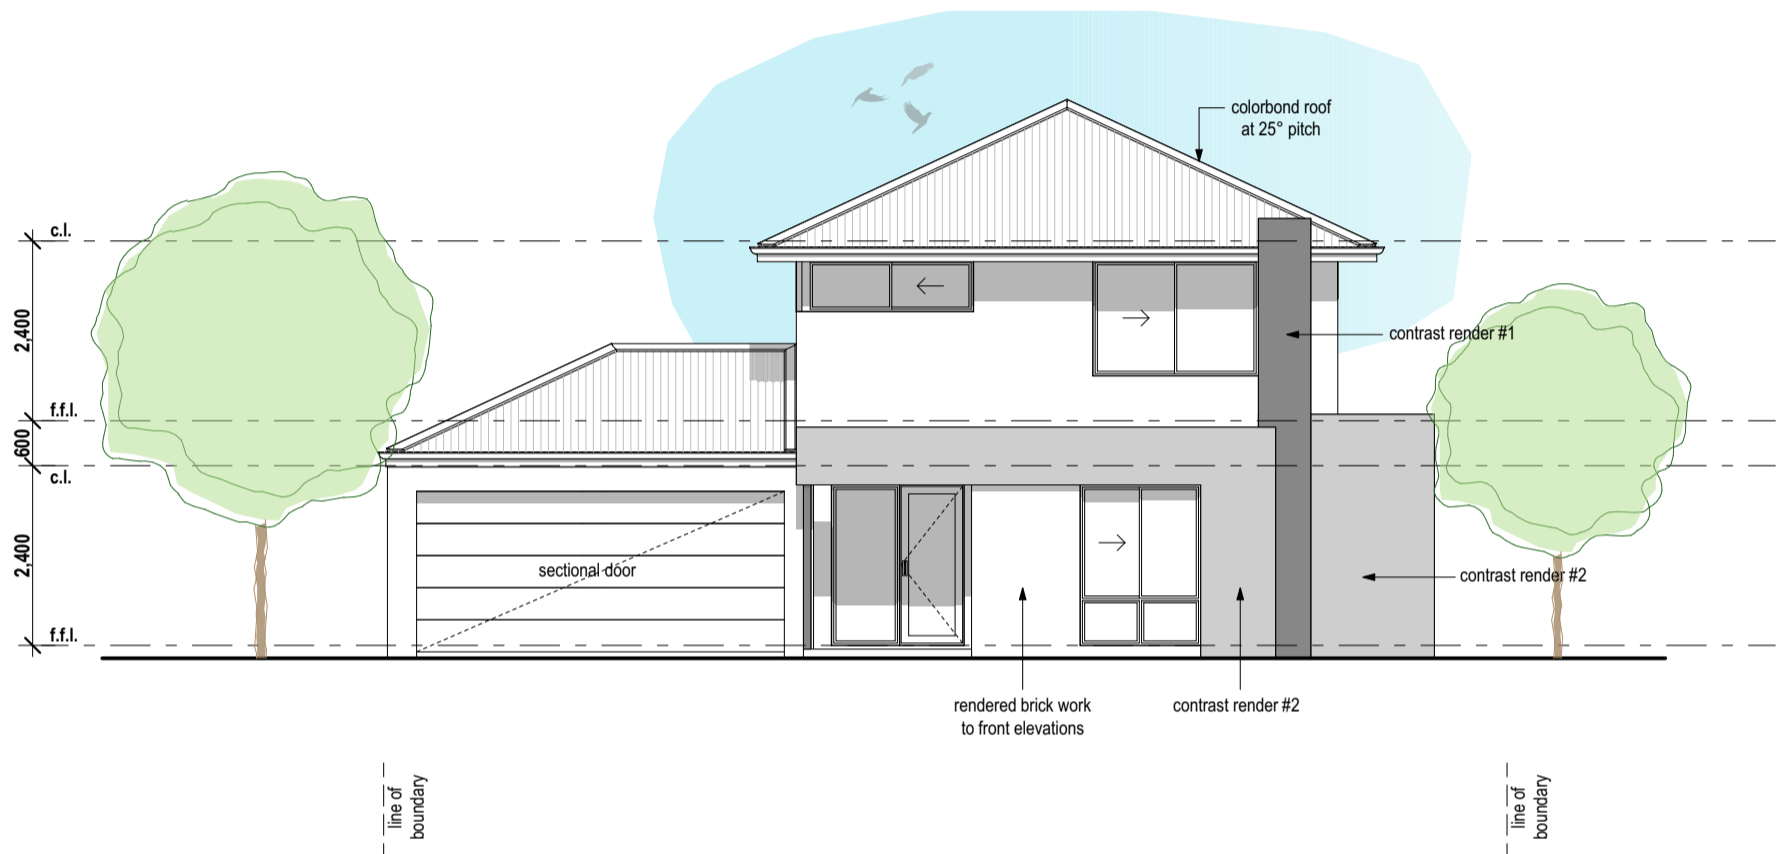 colorbond roof
at 25° pitch
c.l.
2,400
contrast render #1
f.f.l.
600
c.l.
2,400
sectional door
contrast render #2
f.f.l.
rendered brick work
to front elevations
contrast render #2
line of
boundary
line of
boundary